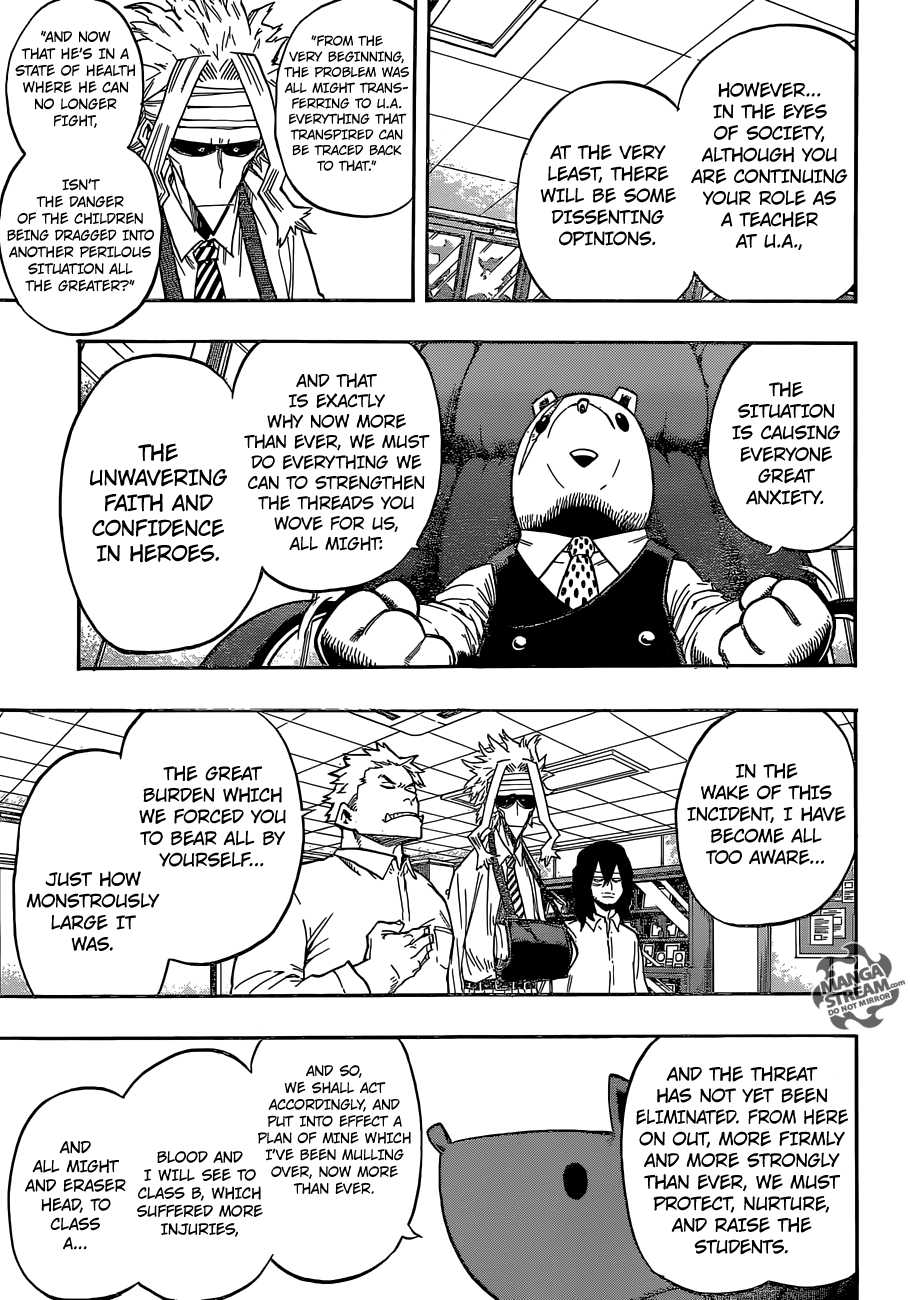 HOWEVER...
IN THE EYES
OF SOCIETY,
ALTHOUGH YOU
ARE CONTINUING
YOUR ROLE AS
A TEACHER
AT U.A.,
AT THE VERY
LEAST, THERE
WILL BE SOME
DISSENTING
OPINIONS.
"FROM THE
VERY BEGINNING,
THE PROBLEM WAS
ALL MIGHT TRANS-
FERRING TO U.A.
EVERYTHING THAT
TRANSPIRED CAN
BE TRACED BACK
TO THAT."
"AND NOW
THAT HE'S IN A
STATE OF HEALTH
WHERE HE CAN
NO LONGER
FIGHT,
ISN'T
THE DANGER
OF THE CHILDREN
BEING DRAGGED INTO
ANOTHER PERILOUS
SITUATION ALL
THE GREATER?"
THE
SITUATION
IS CAUSING
EVERYONE
GREAT
ANXIETY.
AND THAT
IS EXACTLY
WHY NOW MORE
THAN EVER, WE MUST
DO EVERYTHING WE
CAN TO STRENGTHEN
THE THREADS YOU
WOVE FOR US,
ALL MIGHT:
THE
UNWAVERING
FAITH AND
CONFIDENCE
IN HEROES.
IN THE
WAKE OF THIS
INCIDENT, I HAVE
BECOME ALL
TOO AWARE...
THE GREAT
BURDEN WHICH
WE FORCED YOU
TO BEAR ALL BY
YOURSELF...
JUST HOW
MONSTROUSLY
LARGE IT
WAS.
MANGA
STREAM.com
DO NOT MIRROR
AND THE THREAT
HAS NOT YET BEEN
ELIMINATED. FROM HERE
ON OUT, MORE FIRMLY
AND MORE STRONGLY
THAN EVER, WE MUST
PROTECT, NURTURE,
AND RAISE THE
STUDENTS.
AND SO,
WE SHALL ACT
ACCORDINGLY, AND
PUT INTO EFFECT A
PLAN OF MINE WHICH
I'VE BEEN MULLING
OVER, NOW MORE
THAN EVER.
BLOOD AND
I WILL SEE TO
CLASS B, WHICH
SUFFERED MORE
INJURIES,
AND
ALL MIGHT
AND ERASER
HEAD, TO
CLASS
A...